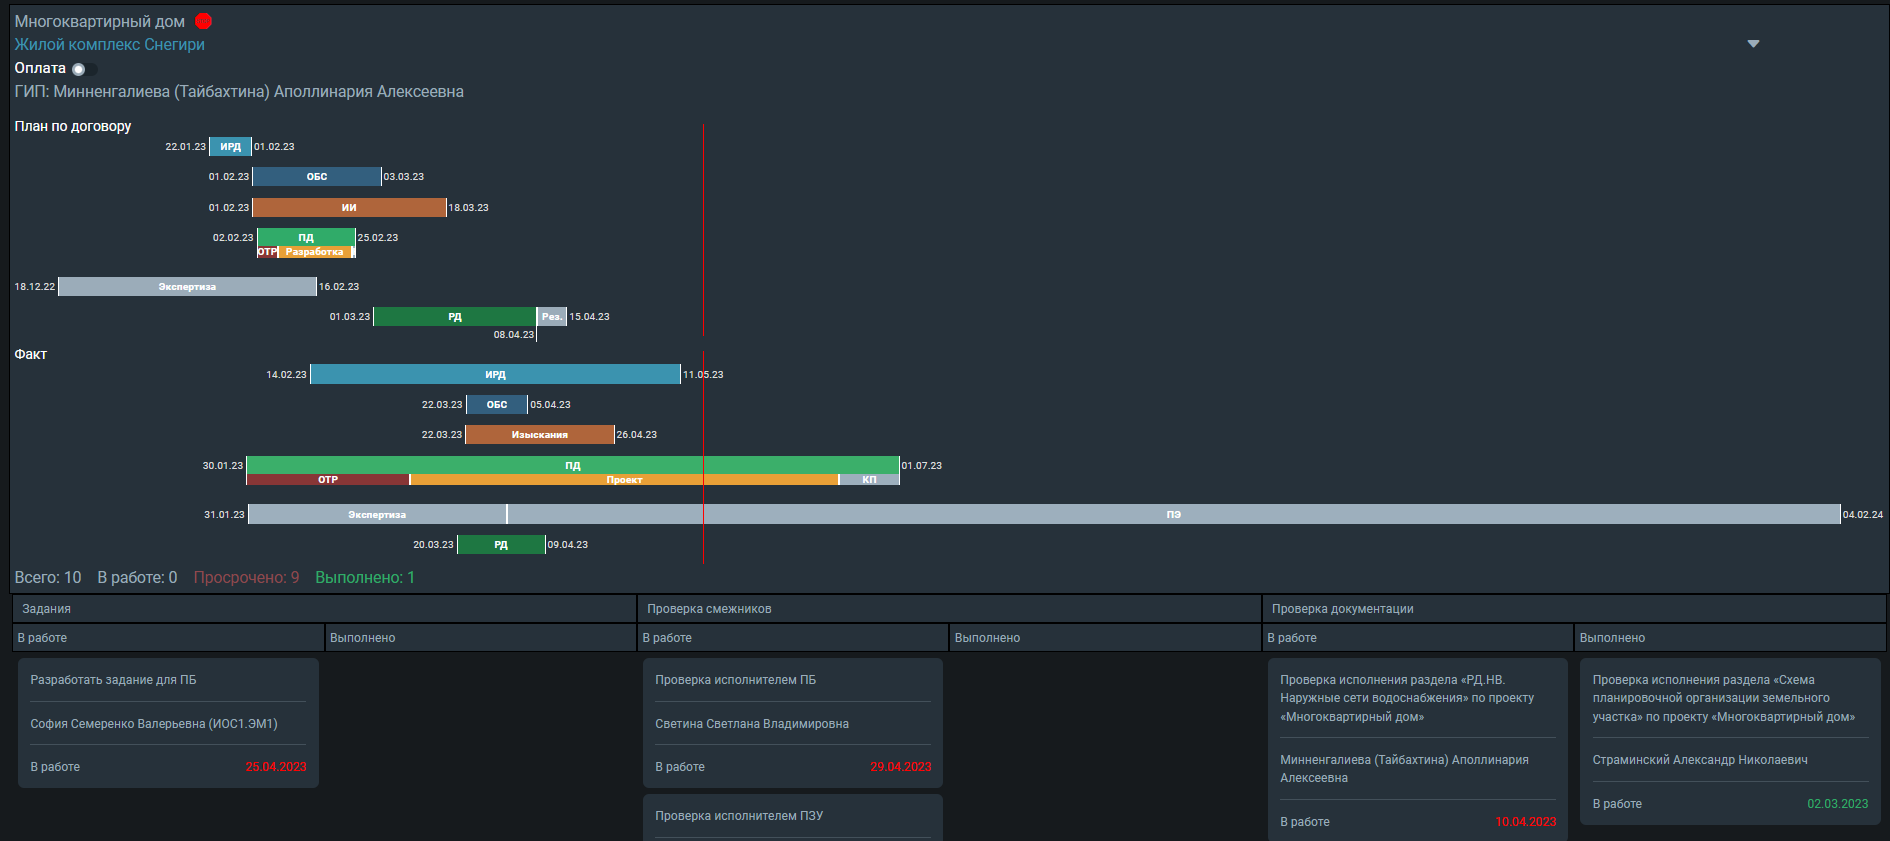 Многоквартирный дом
Жилой комплекс Снегири
Оплата
ГИП: Минненгалиева (Тайбахтина) Аполлинария Алексеевна
План по договору
22.01.23 ИРД 01.02.23
01.02.23 ОБС 03.03.23
01.02.23 ИИ 18.03.23
02.02.23 ПД 25.02.23
ОТР Разработка
18.12.22 Экспертиза 16.02.23
01.03.23 РД Рез. 15.04.23
08.04.23
Факт
14.02.23 ИРД 11.05.23
22.03.23 ОБС 05.04.23
22.03.23 Изыскания 26.04.23
30.01.23 ПД 01.07.23
ОТР Проект КП
31.01.23 Экспертиза ПЭ 04.02.24
20.03.23 РД 09.04.23
Всего: 10 В работе: 0 Просрочено: 9 Выполнено: 1
Задания Проверка смежников Проверка документации
В работе Выполнено В работе Выполнено В работе Выполнено
Разработать задание для ПБ
София Семеренко Валерьевна (ИОС1.ЭМ1)
В работе 25.04.2023
Проверка исполнителем ПБ
Светина Светлана Владимировна
В работе 29.04.2023
Проверка исполнителем ПЗУ
Проверка исполнения раздела «РД.НВ.
Наружные сети водоснабжения» по проекту
«Многоквартирный дом»
Минненгалиева (Тайбахтина) Аполлинария
Алексеевна
В работе 10.04.2023
Проверка исполнения раздела «Схема
планировочной организации земельного
участка» по проекту «Многоквартирный дом»
Страминский Александр Николаевич
В работе 02.03.2023